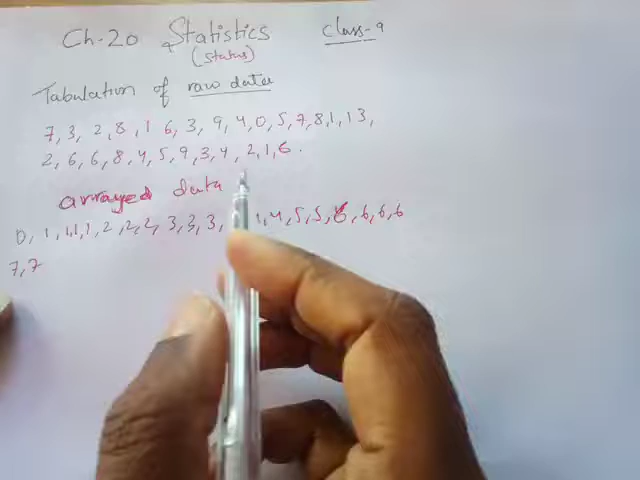 Ch-20 Statistics Class-9
(status)
Tabulation of raw data
7, 3, 2, 8, 1 6, 3, 9, 4, 0, 5, 7, 8, 1, 13,
2, 6, 6, 8, 4, 5, 9, 3, 4, 2, 1, 6.
arrayed data
0, 1, 1, 1, 1, 2, 2, 2, 3, 3, 3, 4, 5, 5, 6, 6, 6, 6
7, 7